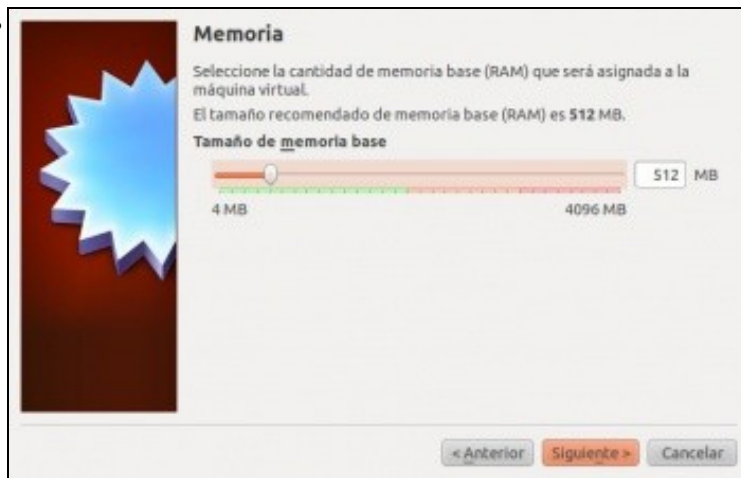 Memoria
Seleccione la cantidad de memoria base (RAM) que será asignada a la
máquina virtual.
El tamaño recomendado de memoria base (RAM) es 512 MB.
Tamaño de memoria base
512 MB
4 MB 4096 MB
< Anterior Siguiente > Cancelar